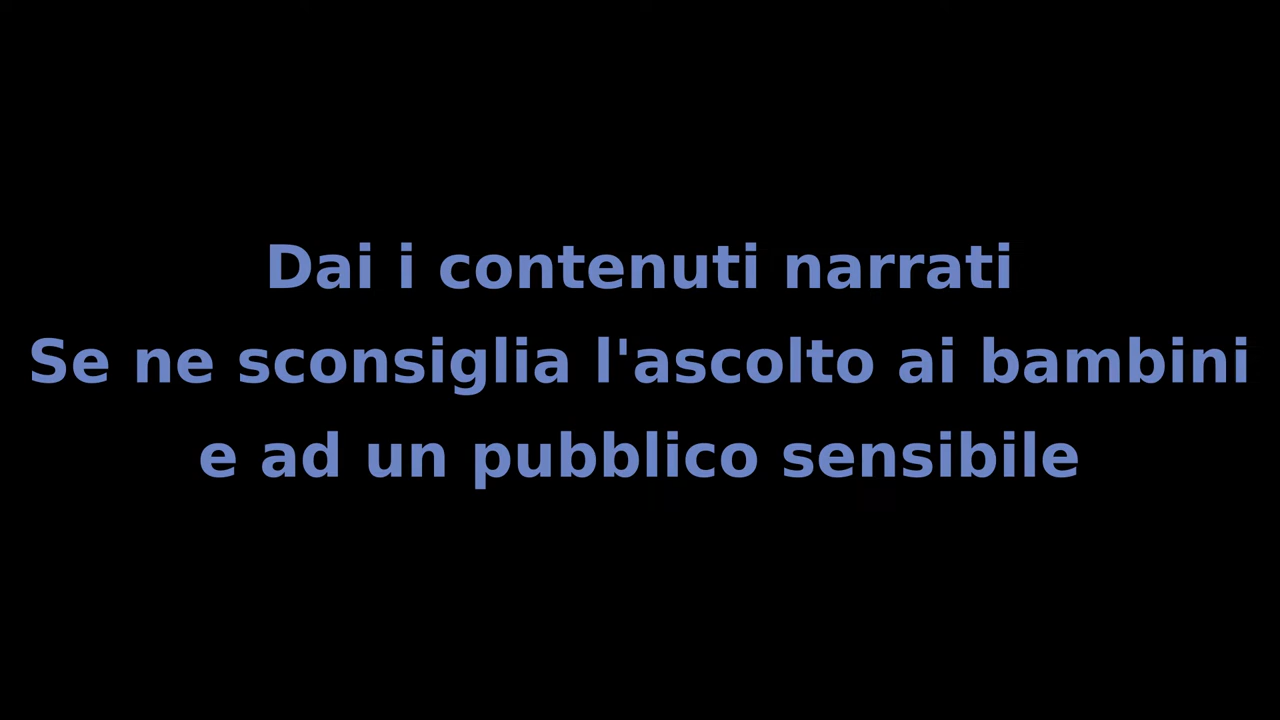 Dai i contenuti narrati
Se ne sconsiglia l'ascolto ai bambini
e ad un pubblico sensibile